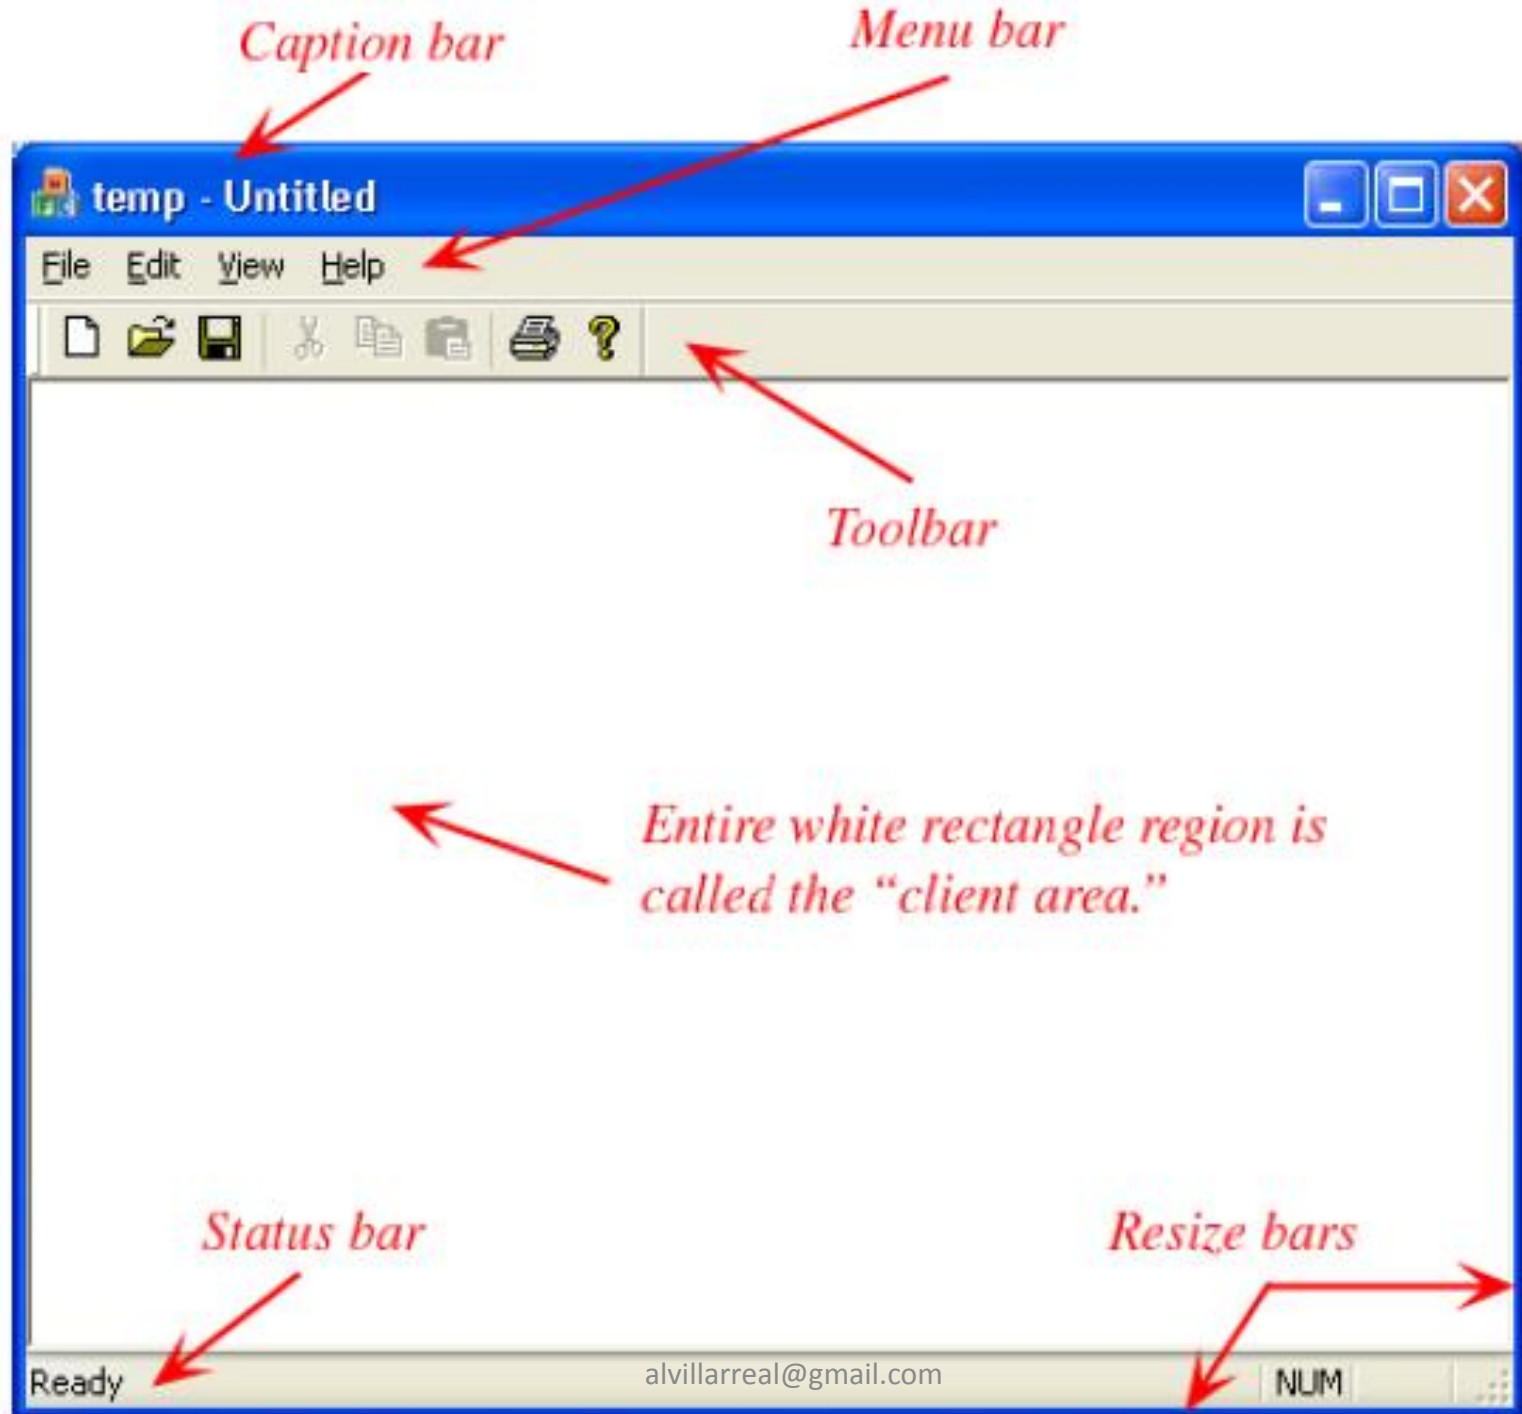 Caption bar
Menu bar
temp - Untitled
File Edit View Help
Toolbar
Entire white rectangle region is
called the “client area.”
Status bar
Resize bars
Ready
alvillarreal@gmail.com
NUM